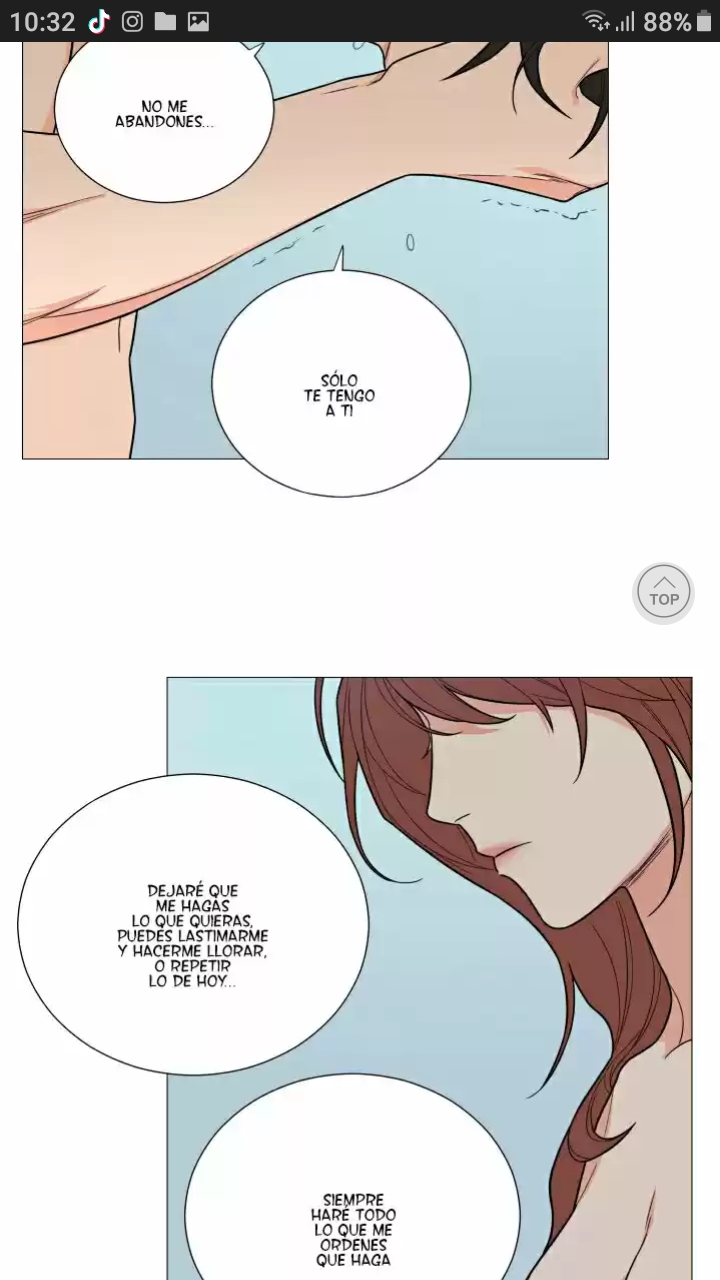 10:32
88%
NO ME
ABANDONES...
SÓLO
TE TENGO
A TI
TOP
DEJARÉ QUE
ME HAGAS
LO QUE QUIERAS,
PUEDES LASTIMARME
Y HACERME LLORAR,
O REPETIR
LO DE HOY...
SIEMPRE
HARÉ TODO
LO QUE ME
ORDENES
QUE HAGA